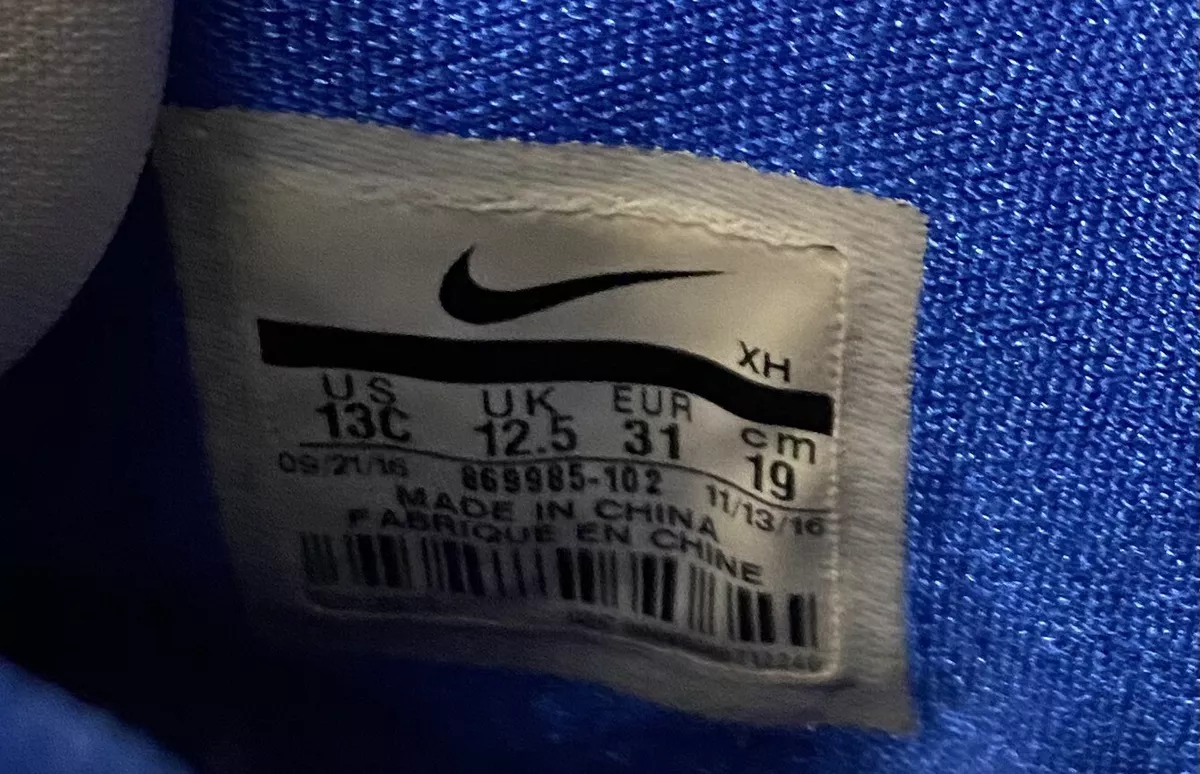 XH
US UK EUR cm
13C 12.5 31 19
09/21/16 869985-102 11/13/16
MADE IN CHINA
FABRIQUE EN CHINE